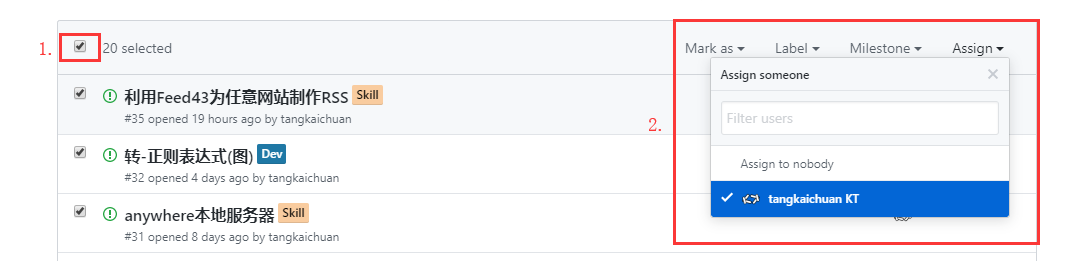 1.
20 selected
Mark as
Label
Milestone
Assign
Assign someone
利用Feed43为任意网站制作RSS Skill
#35 opened 19 hours ago by tangkaichuan
2.
Filter users
转-正则表达式(图) Dev
#32 opened 4 days ago by tangkaichuan
Assign to nobody
tangkaichuan KT
anywhere本地服务器 Skill
#31 opened 8 days ago by tangkaichuan